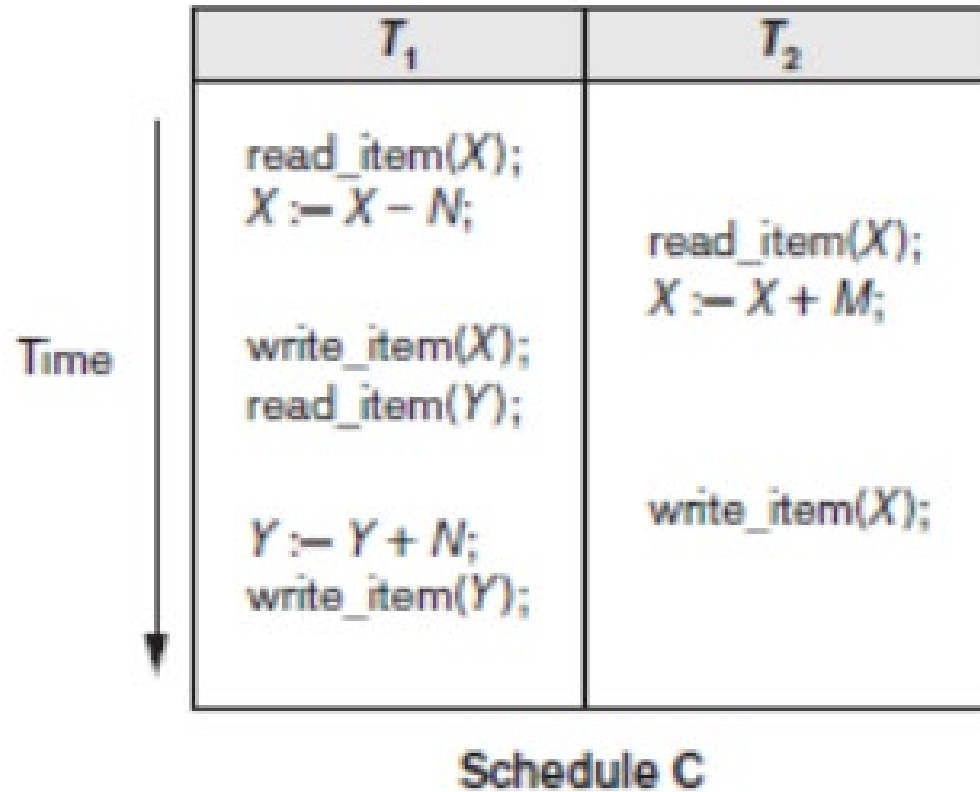 T₁ T₂
read_item(X);
X := X – N;
read_item(X);
X := X + M;
Time
write_item(X);
read_item(Y);
write_item(X);
Y := Y + N;
write_item(Y);
Schedule C